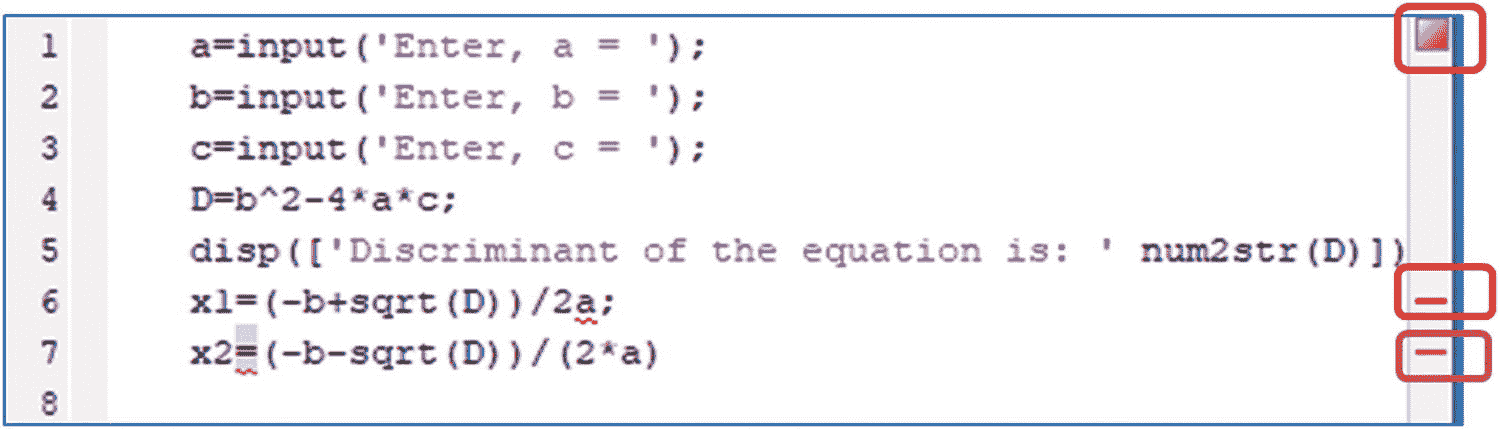 1 a=input('Enter, a = ');
2 b=input('Enter, b = ');
3 c=input('Enter, c = ');
4 D=b^2-4*a*c;
5 disp(['Discriminant of the equation is: ' num2str(D)])
6 x1=(-b+sqrt(D))/2a;
7 x2=(-b-sqrt(D))/(2*a)
8